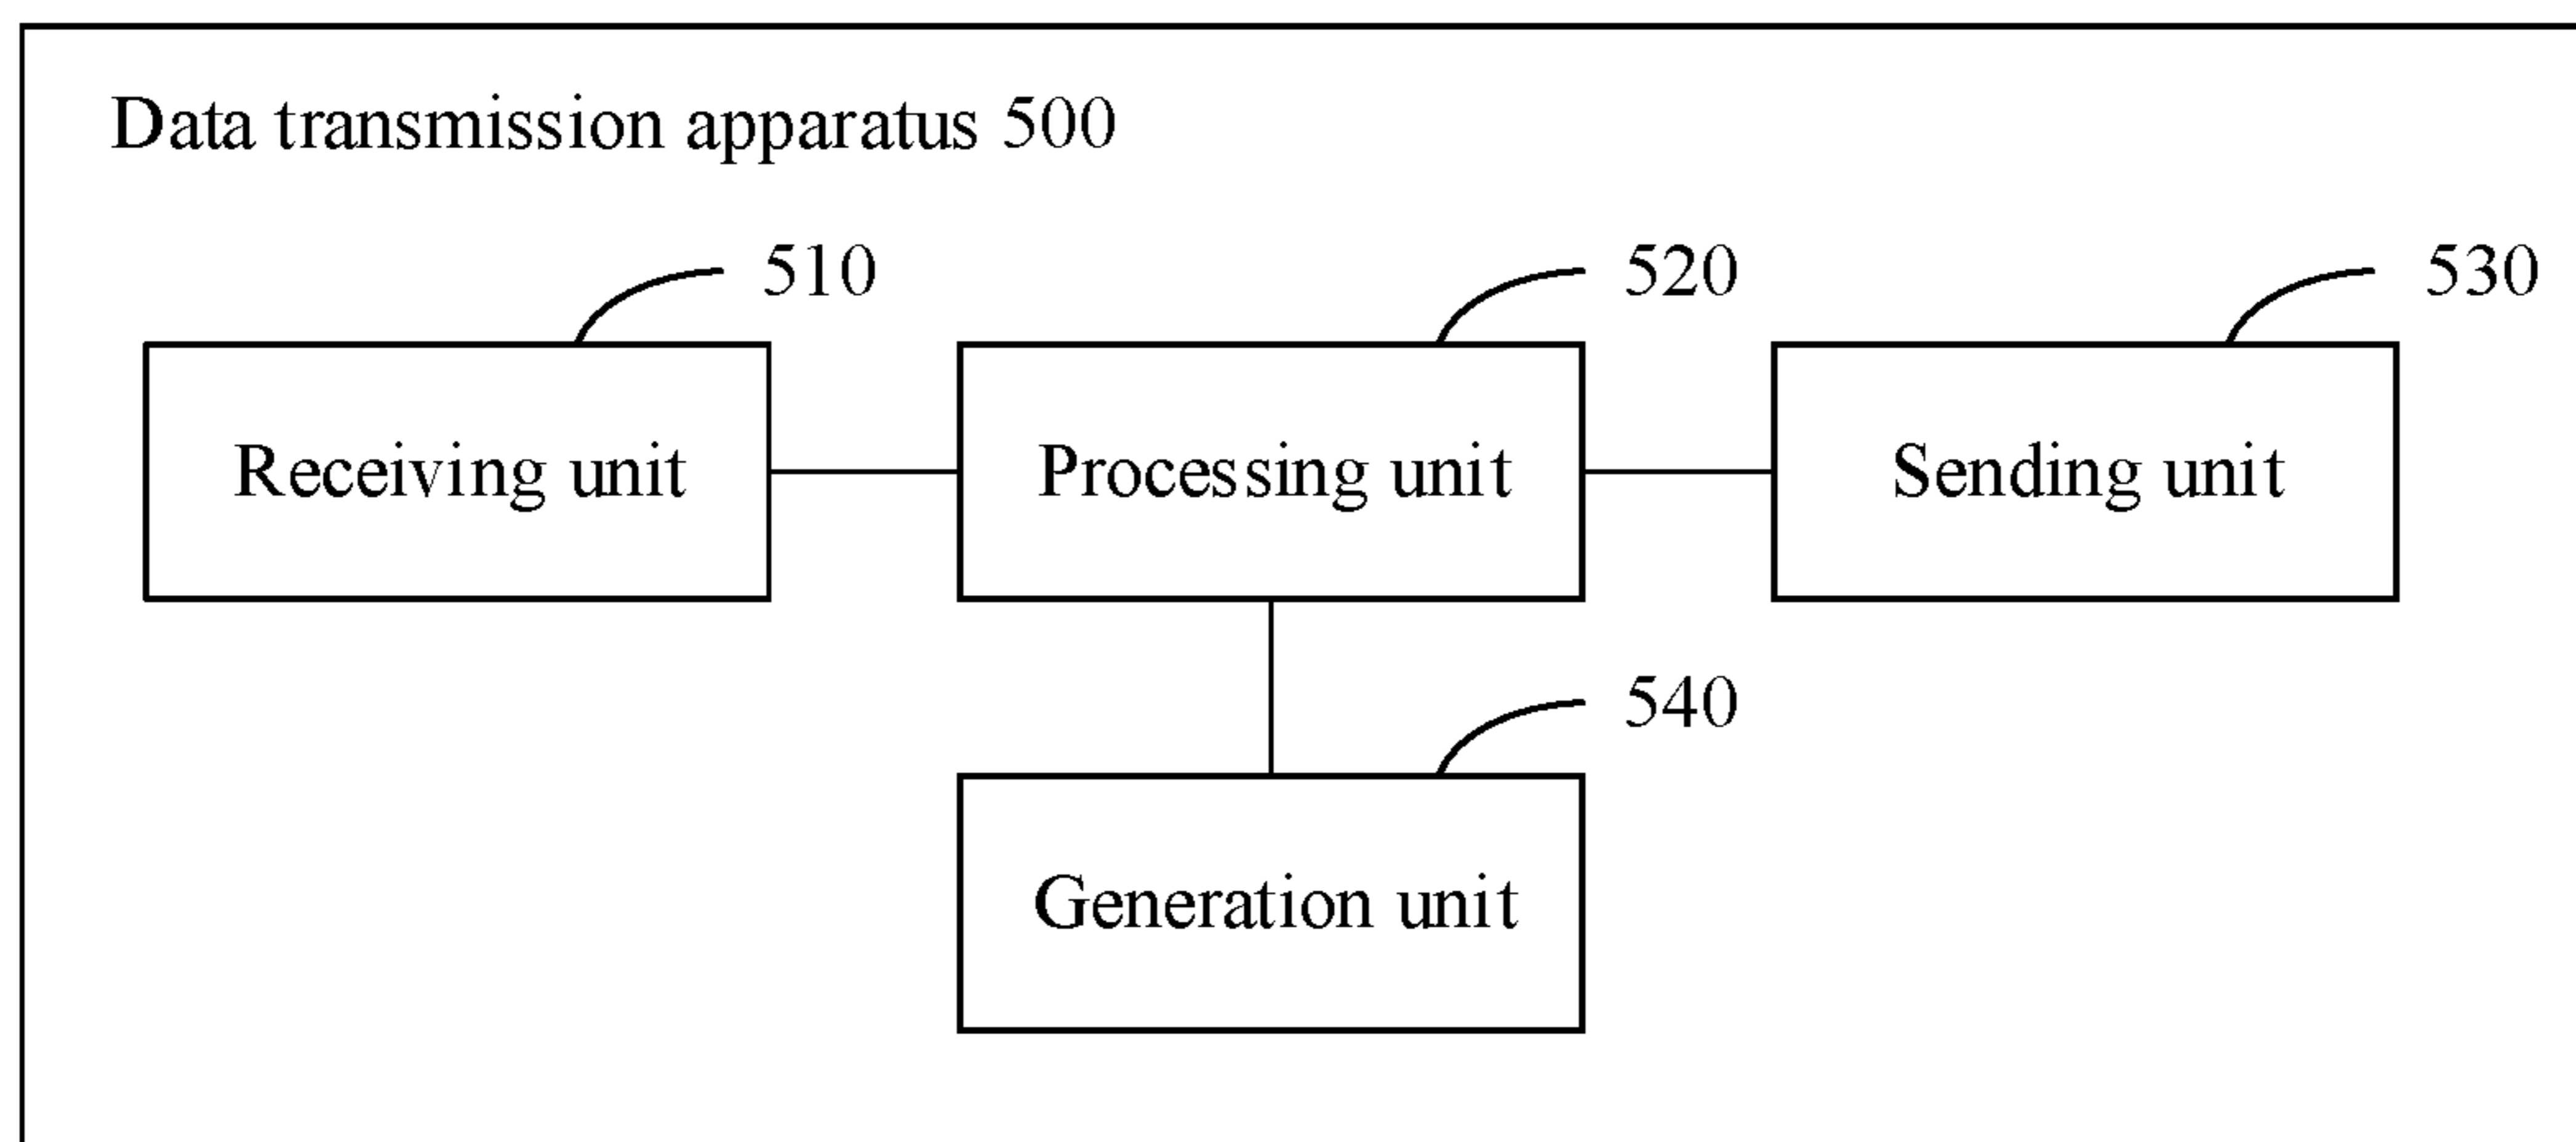 Data transmission apparatus 500
510 520 530
Receiving unit Processing unit Sending unit
540
Generation unit